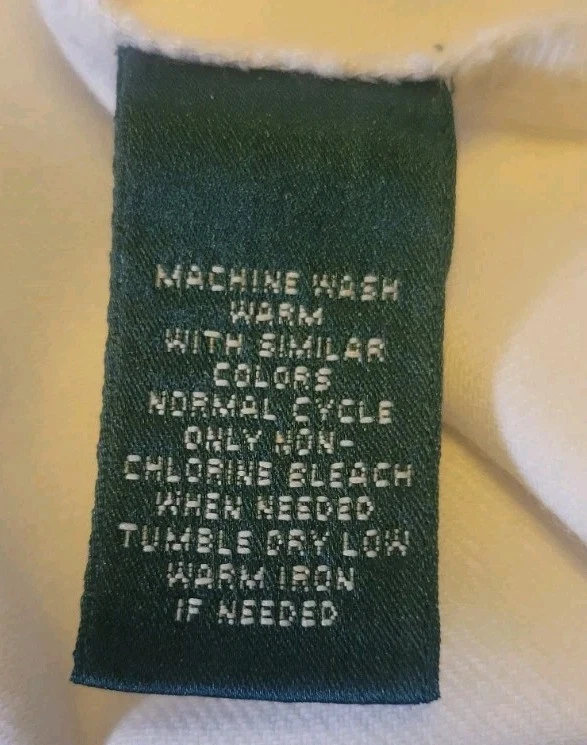 MACHINE WASH
WARM
WITH SIMILAR
COLORS
NORMAL CYCLE
ONLY NON-
CHLORINE BLEACH
WHEN NEEDED
TUMBLE DRY LOW
WARM IRON
IF NEEDED